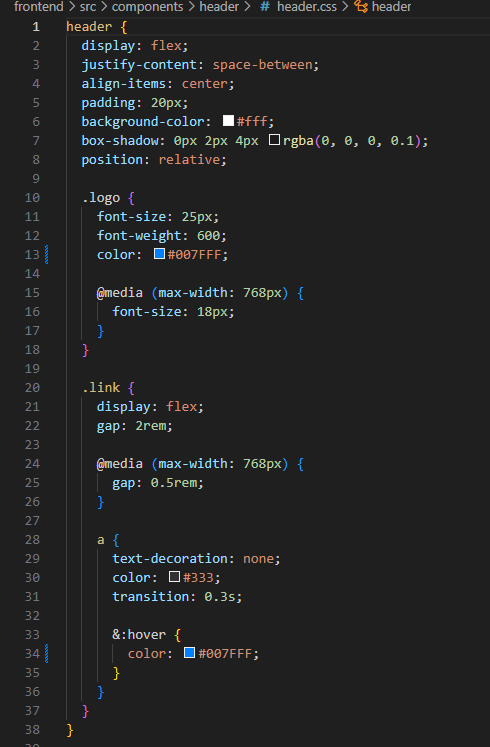 frontend > src > components > header > # header.css > header
1 header {
2 display: flex;
3 justify-content: space-between;
4 align-items: center;
5 padding: 20px;
6 background-color: #fff;
7 box-shadow: 0px 2px 4px rgba(0, 0, 0, 0.1);
8 position: relative;
9
10 .logo {
11 font-size: 25px;
12 font-weight: 600;
13 color: #007FFF;
14
15 @media (max-width: 768px) {
16 font-size: 18px;
17 }
18 }
19
20 .link {
21 display: flex;
22 gap: 2rem;
23
24 @media (max-width: 768px) {
25 gap: 0.5rem;
26 }
27
28 a {
29 text-decoration: none;
30 color: #333;
31 transition: 0.3s;
32
33 &:hover {
34 color: #007FFF;
35 }
36 }
37 }
38 }
39